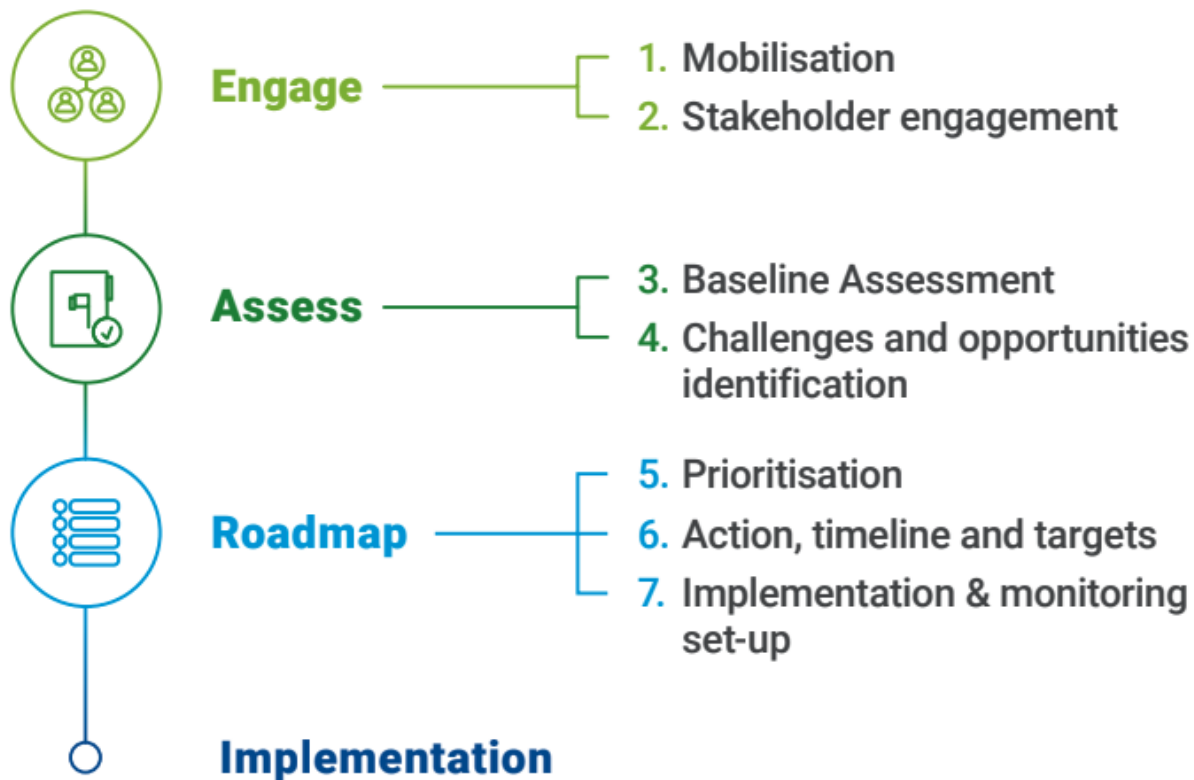 Engage
1. Mobilisation
2. Stakeholder engagement
Assess
3. Baseline Assessment
4. Challenges and opportunities
identification
Roadmap
5. Prioritisation
6. Action, timeline and targets
7. Implementation & monitoring
set-up
Implementation